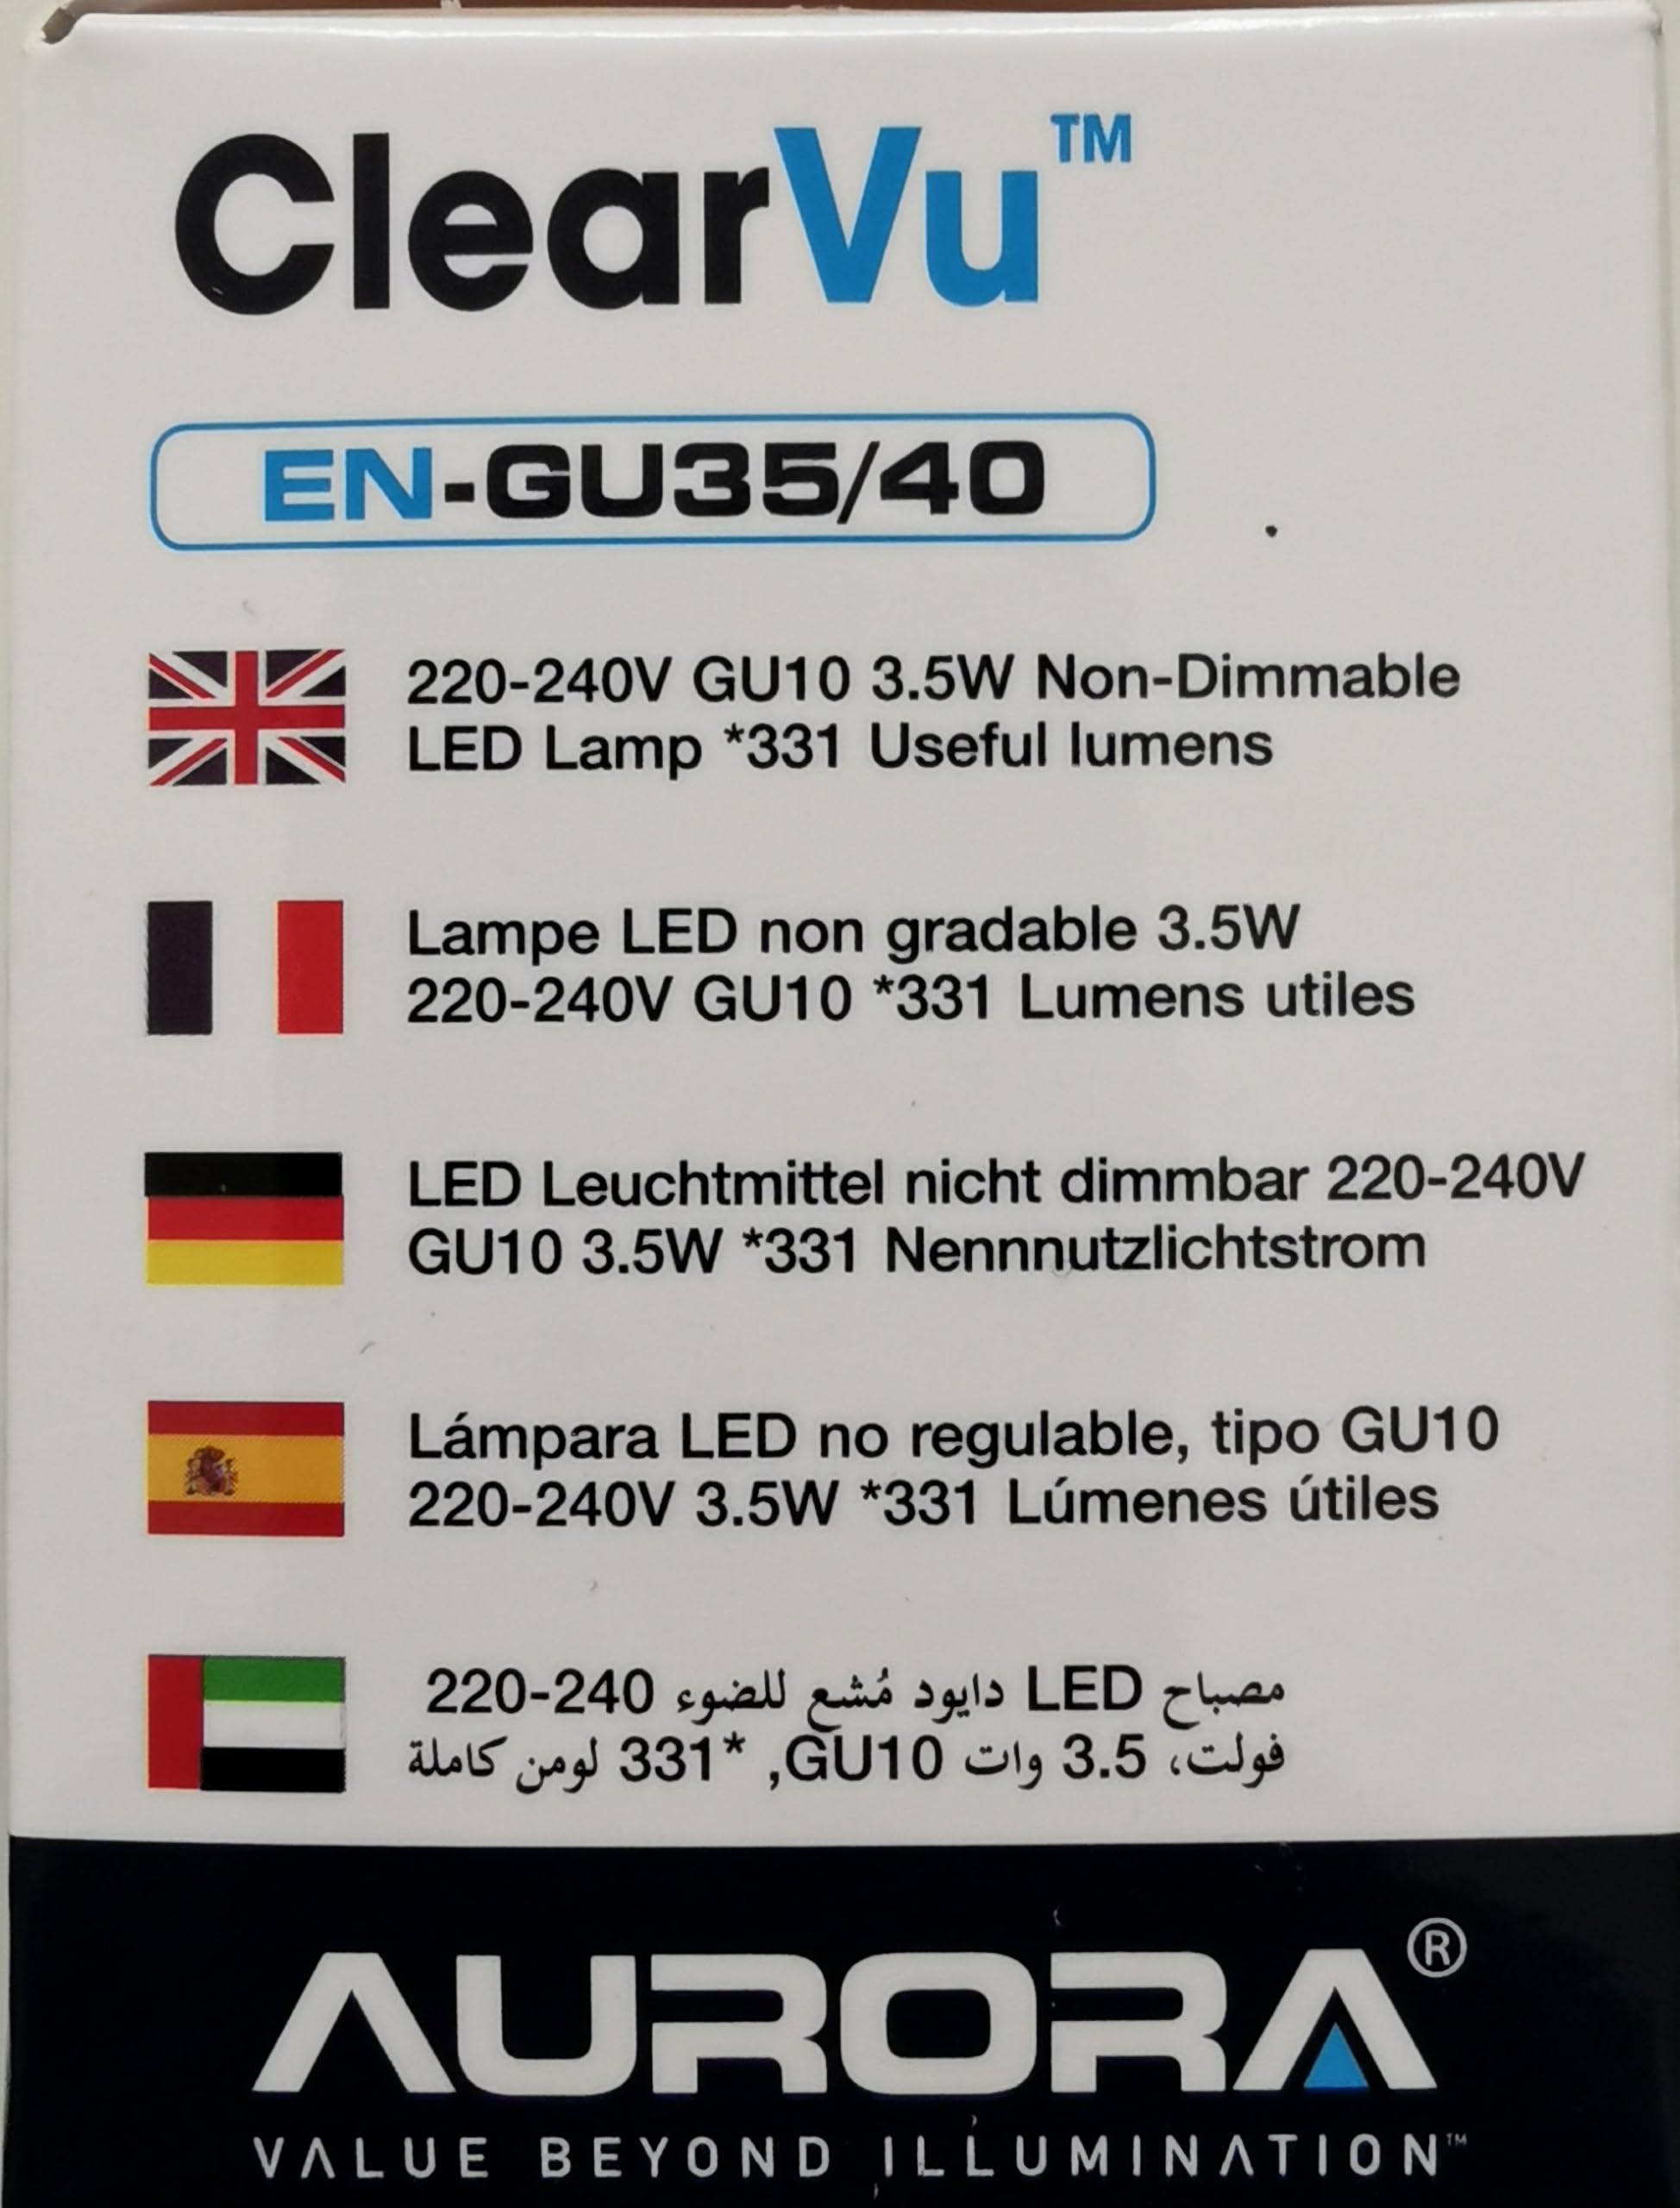 ClearVu™
EN-GU35/40
220-240V GU10 3.5W Non-Dimmable
LED Lamp *331 Useful lumens
Lampe LED non gradable 3.5W
220-240V GU10 *331 Lumens utiles
LED Leuchtmittel nicht dimmbar 220-240V
GU10 3.5W *331 Nennnutzlichtstrom
Lámpara LED no regulable, tipo GU10
220-240V 3.5W *331 Lúmenes útiles
مصباح LED دايود مُشع للضوء 220-240
فولت، 3.5 وات GU10, *331 لومن كاملة
AURORA®
VALUE BEYOND ILLUMINATION™